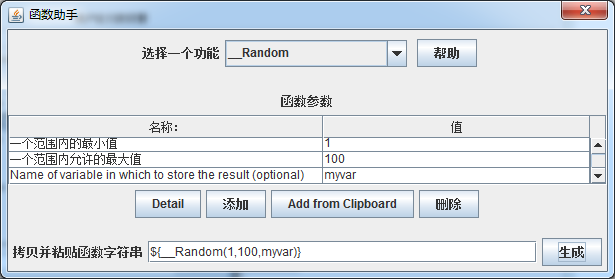 函数助手
选择一个功能 __Random 帮助
函数参数
名称: 值
一个范围内的最小值 1
一个范围内允许的最大值 100
Name of variable in which to store the result (optional) myvar
Detail 添加 Add from Clipboard 删除
拷贝并粘贴函数字符串 ${__Random(1,100,myvar)} 生成